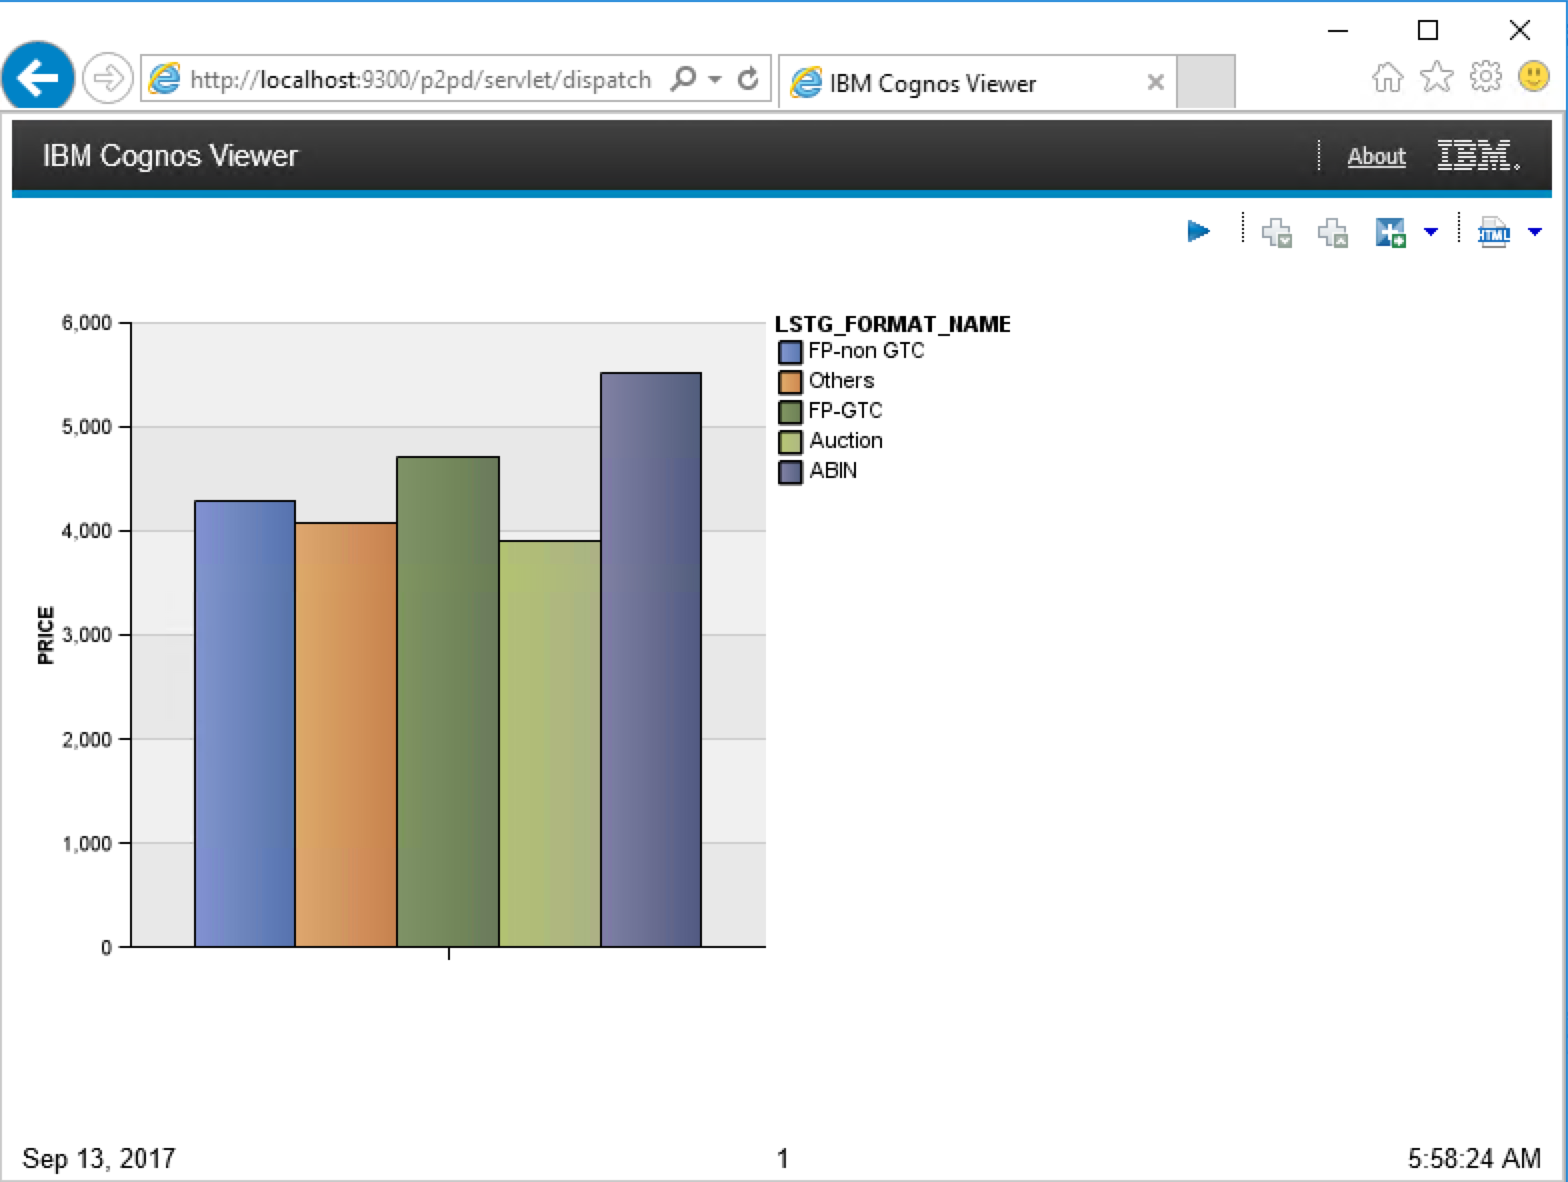 http://localhost:9300/p2pd/servlet/dispatch
IBM Cognos Viewer
IBM Cognos Viewer
About
IBM.
HTML
6,000
5,000
4,000
3,000
2,000
1,000
0
PRICE
LSTG_FORMAT_NAME
FP-non GTC
Others
FP-GTC
Auction
ABIN
Sep 13, 2017
1
5:58:24 AM